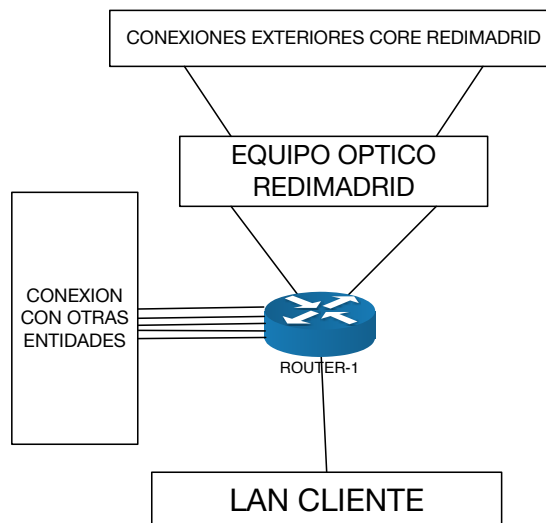 CONEXIONES EXTERIORES CORE REDIMADRID
EQUIPO OPTICO
REDIMADRID
CONEXION
CON OTRAS
ENTIDADES
ROUTER-1
LAN CLIENTE